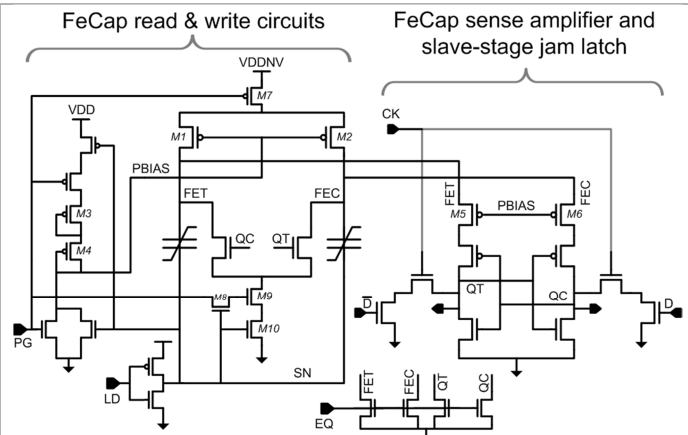 FeCap read & write circuits
FeCap sense amplifier and
slave-stage jam latch
VDDNV
M7
CK
VDD
M1
M2
PBIAS
FET
FEC
FET
FEC
M5
PBIAS
M6
M3
QC
QT
M4
QT
QC
M8
M9
D
D
M10
PG
SN
LD
FET
FEC
QT
QC
EQ